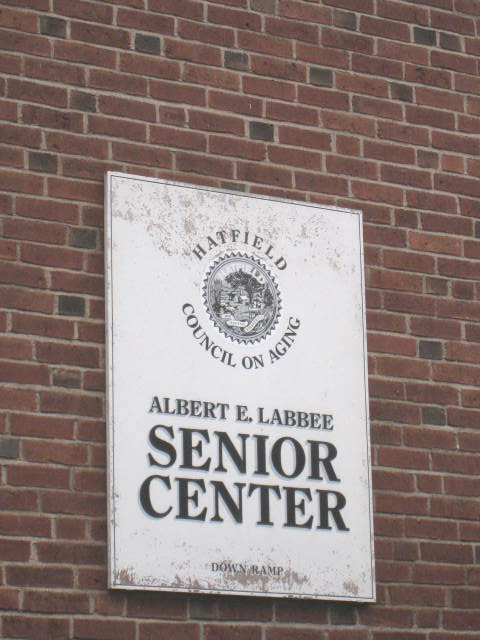 HATFIELD
COUNCIL ON AGING
ALBERT E. LABBEE
SENIOR
CENTER
DOWN RAMP